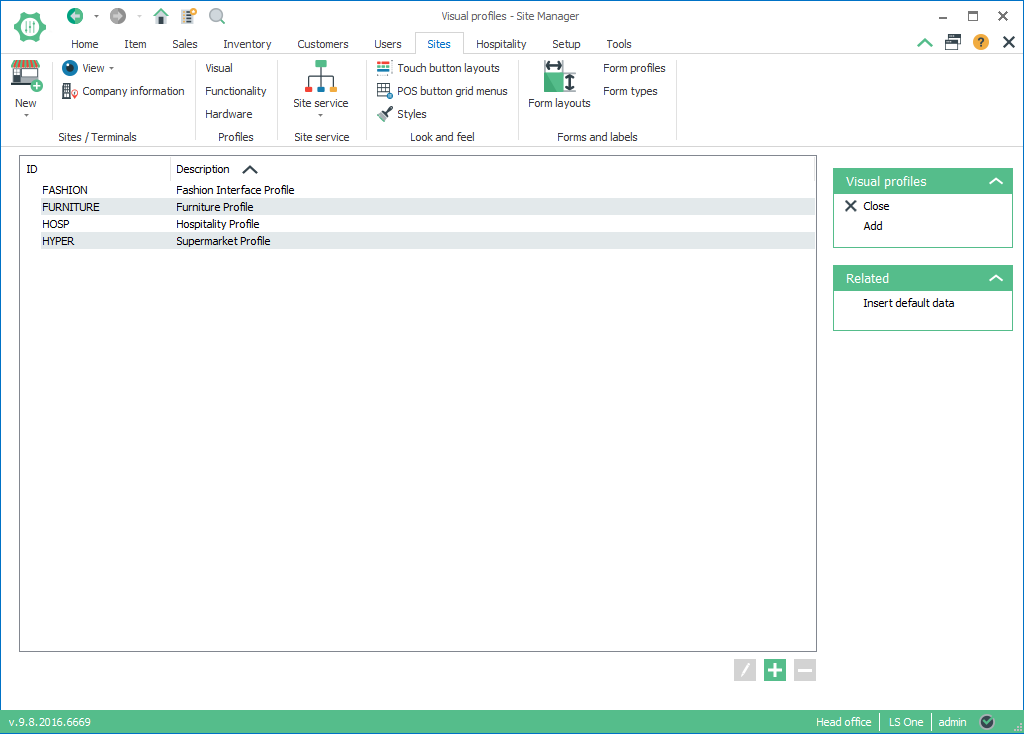 Visual profiles - Site Manager
Home Item Sales Inventory Customers Users Sites Hospitality Setup Tools
New
View
Company information
Sites / Terminals
Visual
Functionality
Hardware
Profiles
Site service
Site service
Touch button layouts
POS button grid menus
Styles
Look and feel
Form layouts
Form profiles
Form types
Forms and labels
ID Description
FASHION Fashion Interface Profile
FURNITURE Furniture Profile
HOSP Hospitality Profile
HYPER Supermarket Profile
Visual profiles
Close
Add
Related
Insert default data
v.9.8.2016.6669 Head office LS One admin